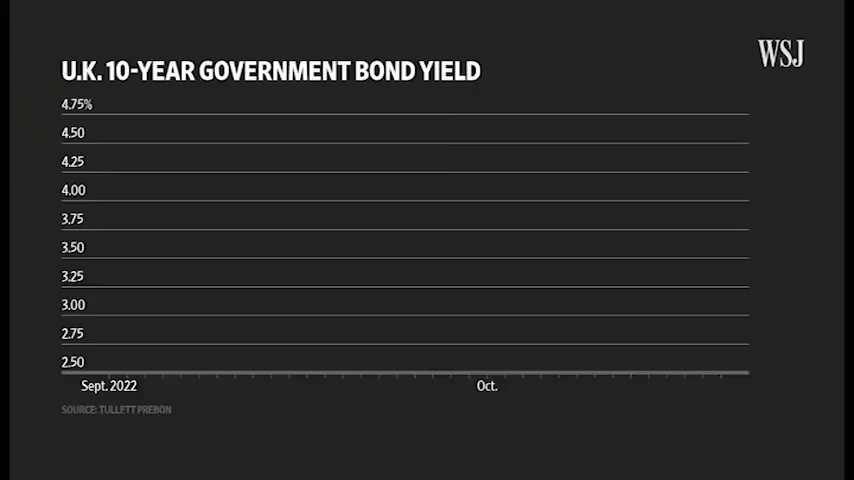 WSJ
U.K. 10-YEAR GOVERNMENT BOND YIELD
4.75%
4.50
4.25
4.00
3.75
3.50
3.25
3.00
2.75
2.50
Sept. 2022 Oct.
SOURCE: TULLETT PREBON